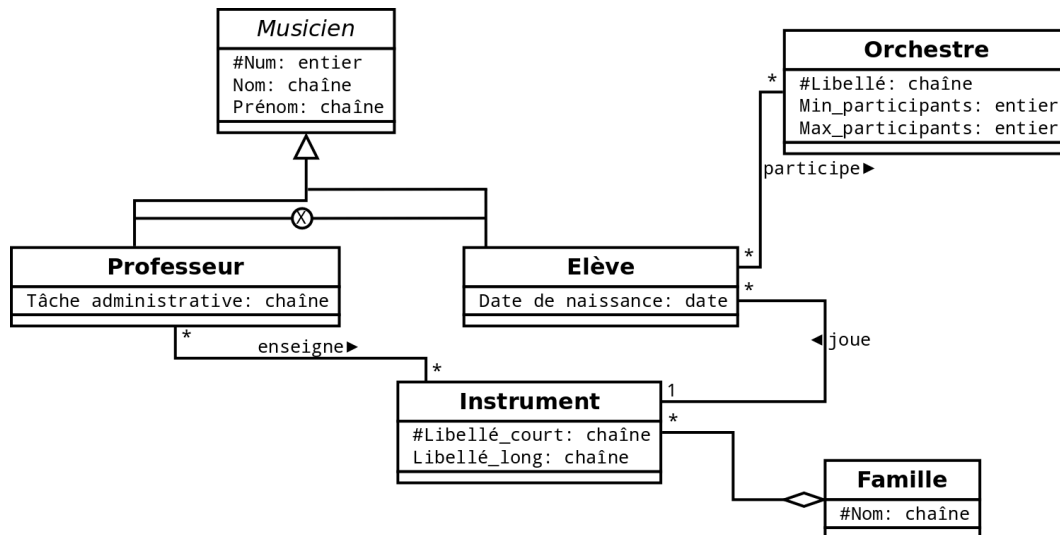 Musicien
#Num: entier
Nom: chaîne
Prénom: chaîne
Orchestre
#Libellé: chaîne
Min_participants: entier
Max_participants: entier
*
participe►
X
Professeur
Tâche administrative: chaîne
Elève
Date de naissance: date
*
*
*
enseigne►
*
◄joue
Instrument
#Libellé_court: chaîne
Libellé_long: chaîne
1
*
Famille
#Nom: chaîne